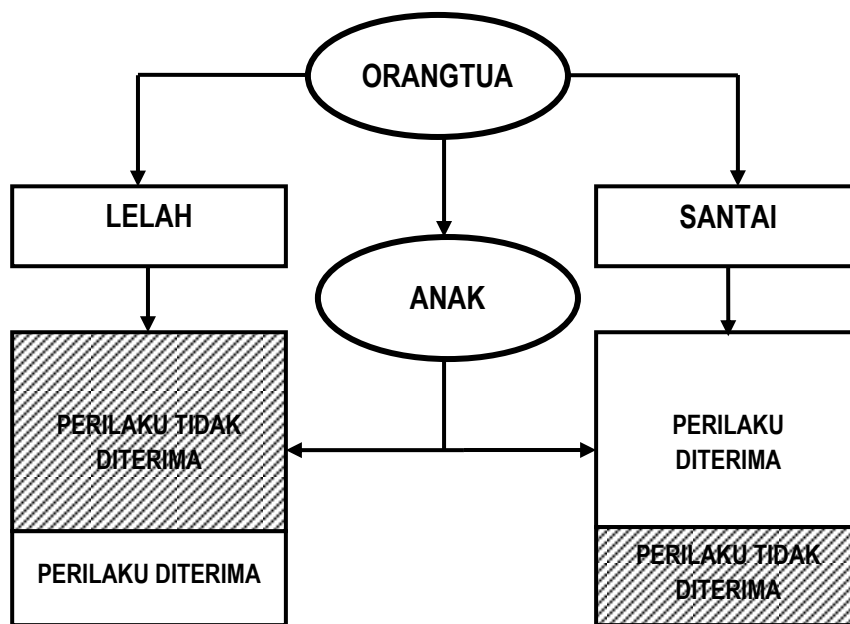 ORANGTUA
LELAH
SANTAI
ANAK
PERILAKU TIDAK
DITERIMA
PERILAKU
DITERIMA
PERILAKU DITERIMA
PERILAKU TIDAK
DITERIMA